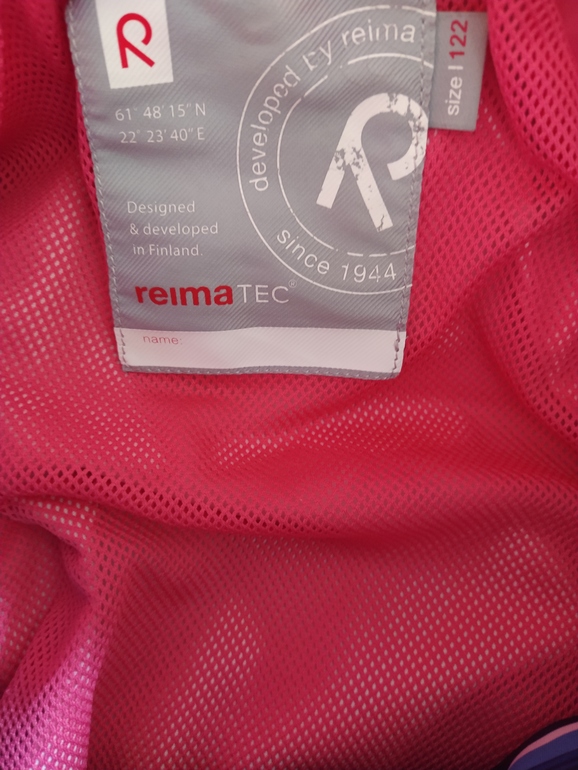 61° 48' 15" N
22° 23' 40" E
Designed
& developed
in Finland.
reimaTEC®
name:
developed by reima
since 1944
size | 122